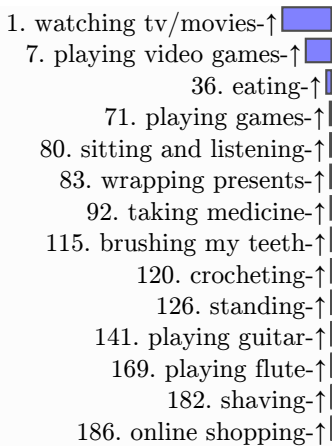 1. watching tv/movies-↑
7. playing video games-↑
36. eating-↑
71. playing games-↑
80. sitting and listening-↑
83. wrapping presents-↑
92. taking medicine-↑
115. brushing my teeth-↑
120. crocheting-↑
126. standing-↑
141. playing guitar-↑
169. playing flute-↑
182. shaving-↑
186. online shopping-↑